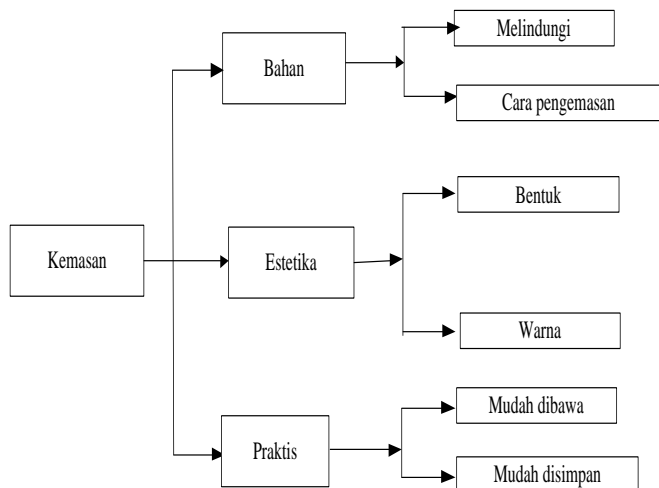 Melindungi
Bahan
Cara pengemasan
Bentuk
Kemasan
Estetika
Warna
Mudah dibawa
Praktis
Mudah disimpan